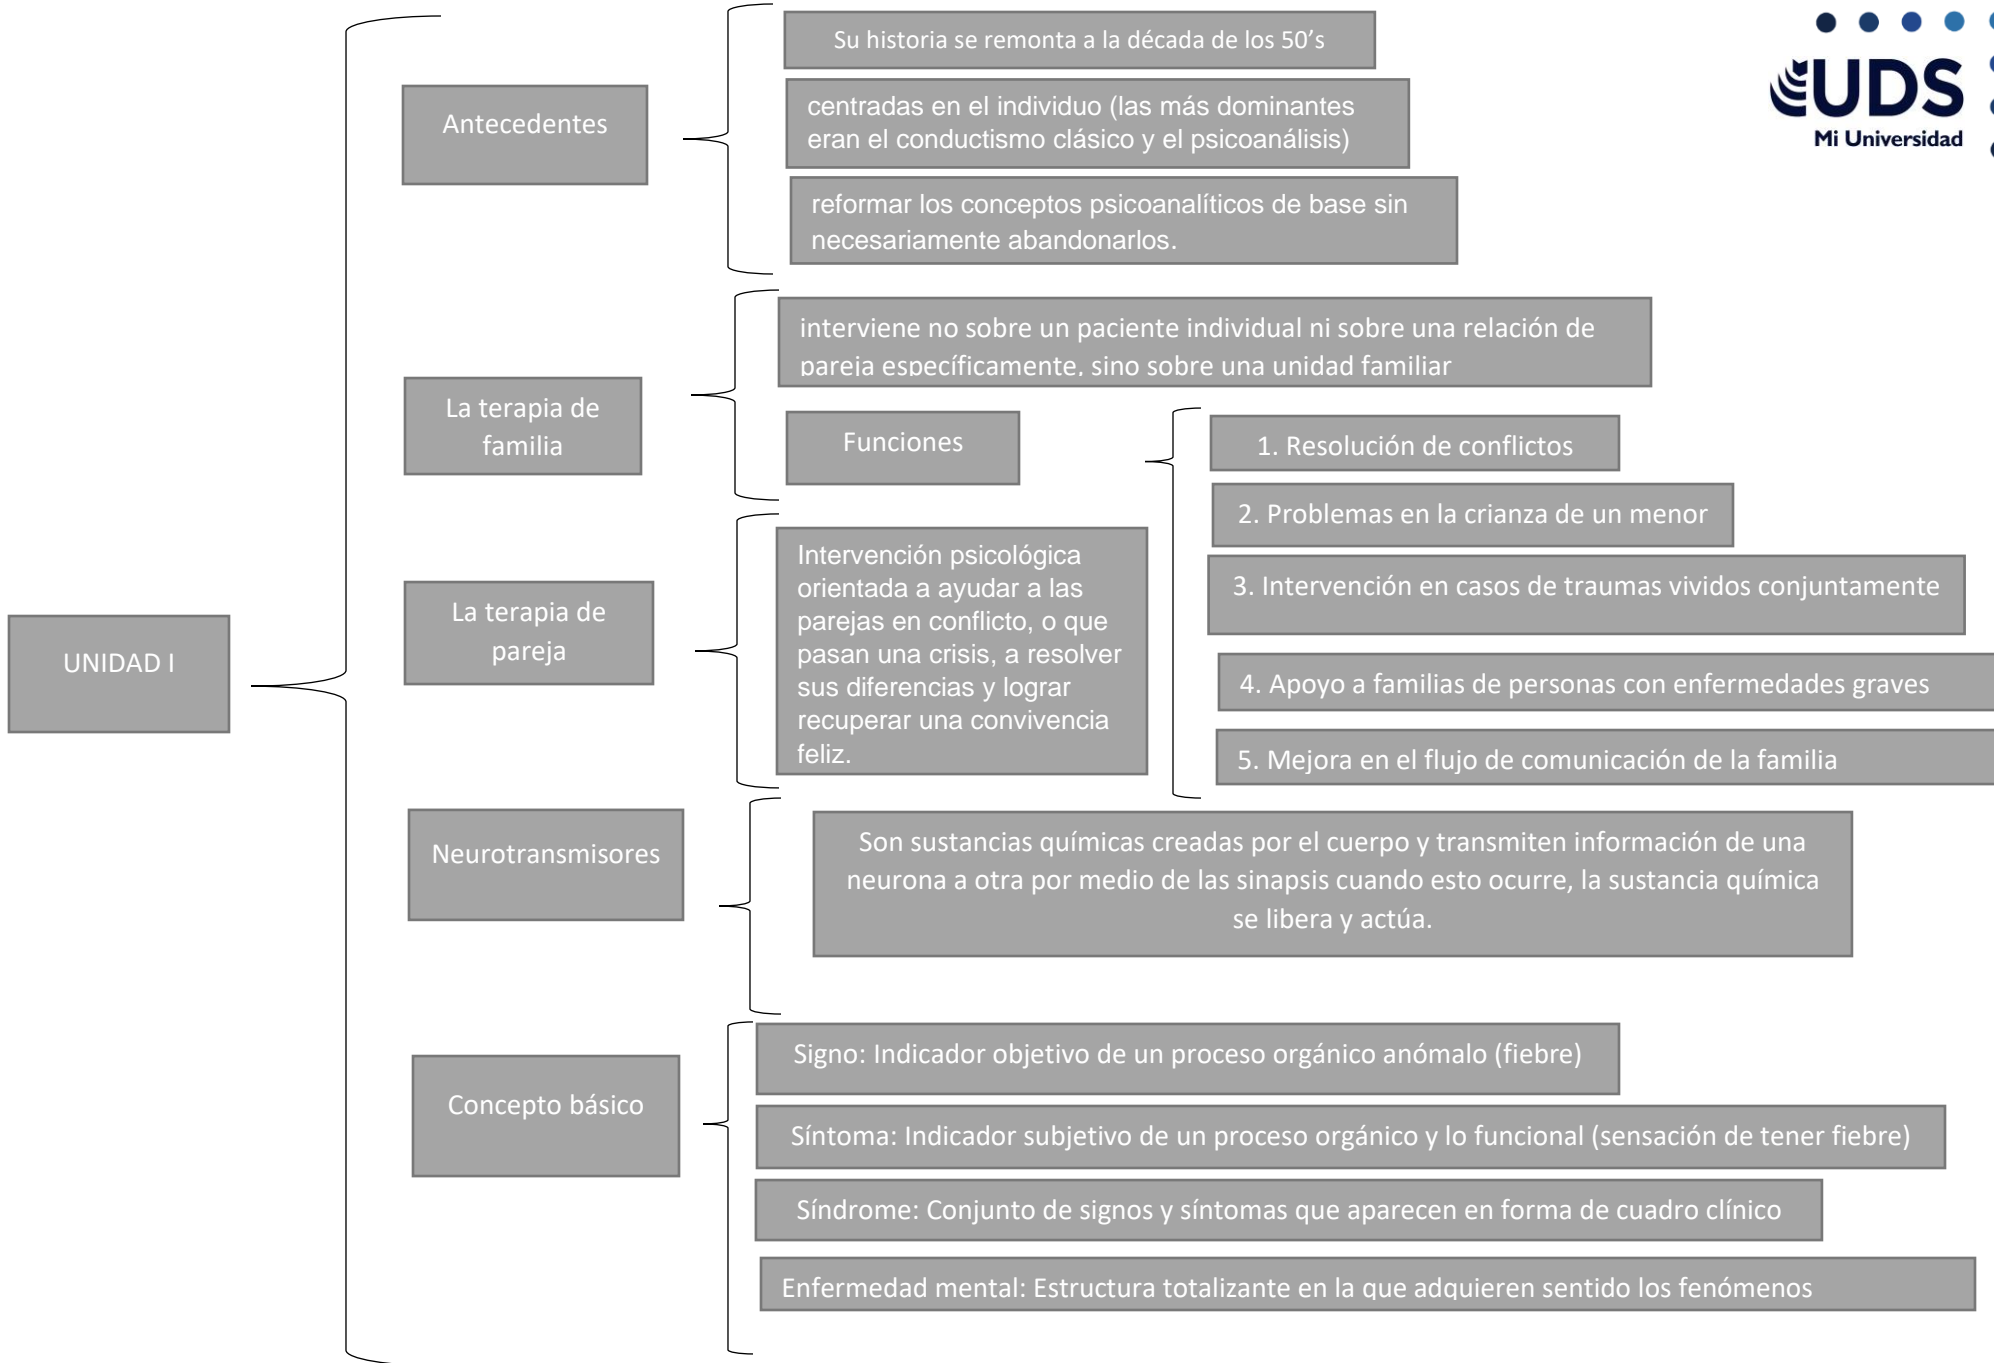 UDS
Mi Universidad
UNIDAD I
Antecedentes
Su historia se remonta a la década de los 50’s
centradas en el individuo (las más dominantes
eran el conductismo clásico y el psicoanálisis)
reformar los conceptos psicoanalíticos de base sin
necesariamente abandonarlos.
La terapia de
familia
interviene no sobre un paciente individual ni sobre una relación de
pareja específicamente, sino sobre una unidad familiar
Funciones
1. Resolución de conflictos
2. Problemas en la crianza de un menor
3. Intervención en casos de traumas vividos conjuntamente
4. Apoyo a familias de personas con enfermedades graves
5. Mejora en el flujo de comunicación de la familia
La terapia de
pareja
Intervención psicológica
orientada a ayudar a las
parejas en conflicto, o que
pasan una crisis, a resolver
sus diferencias y lograr
recuperar una convivencia
feliz.
Neurotransmisores
Son sustancias químicas creadas por el cuerpo y transmiten información de una
neurona a otra por medio de las sinapsis cuando esto ocurre, la sustancia química
se libera y actúa.
Concepto básico
Signo: Indicador objetivo de un proceso orgánico anómalo (fiebre)
Síntoma: Indicador subjetivo de un proceso orgánico y lo funcional (sensación de tener fiebre)
Síndrome: Conjunto de signos y síntomas que aparecen en forma de cuadro clínico
Enfermedad mental: Estructura totalizante en la que adquieren sentido los fenómenos